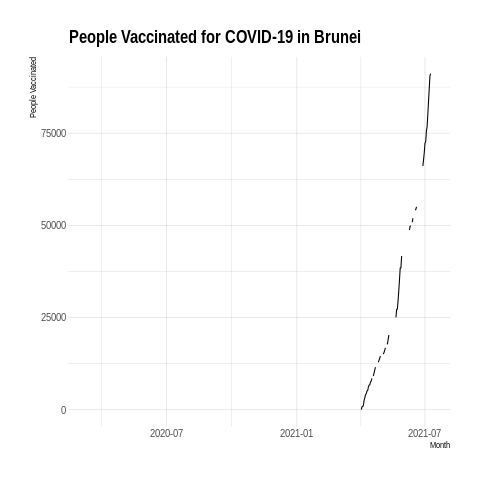 People Vaccinated for COVID-19 in Brunei
People Vaccinated
75000
50000
25000
0
2020-07
2021-01
2021-07
Month